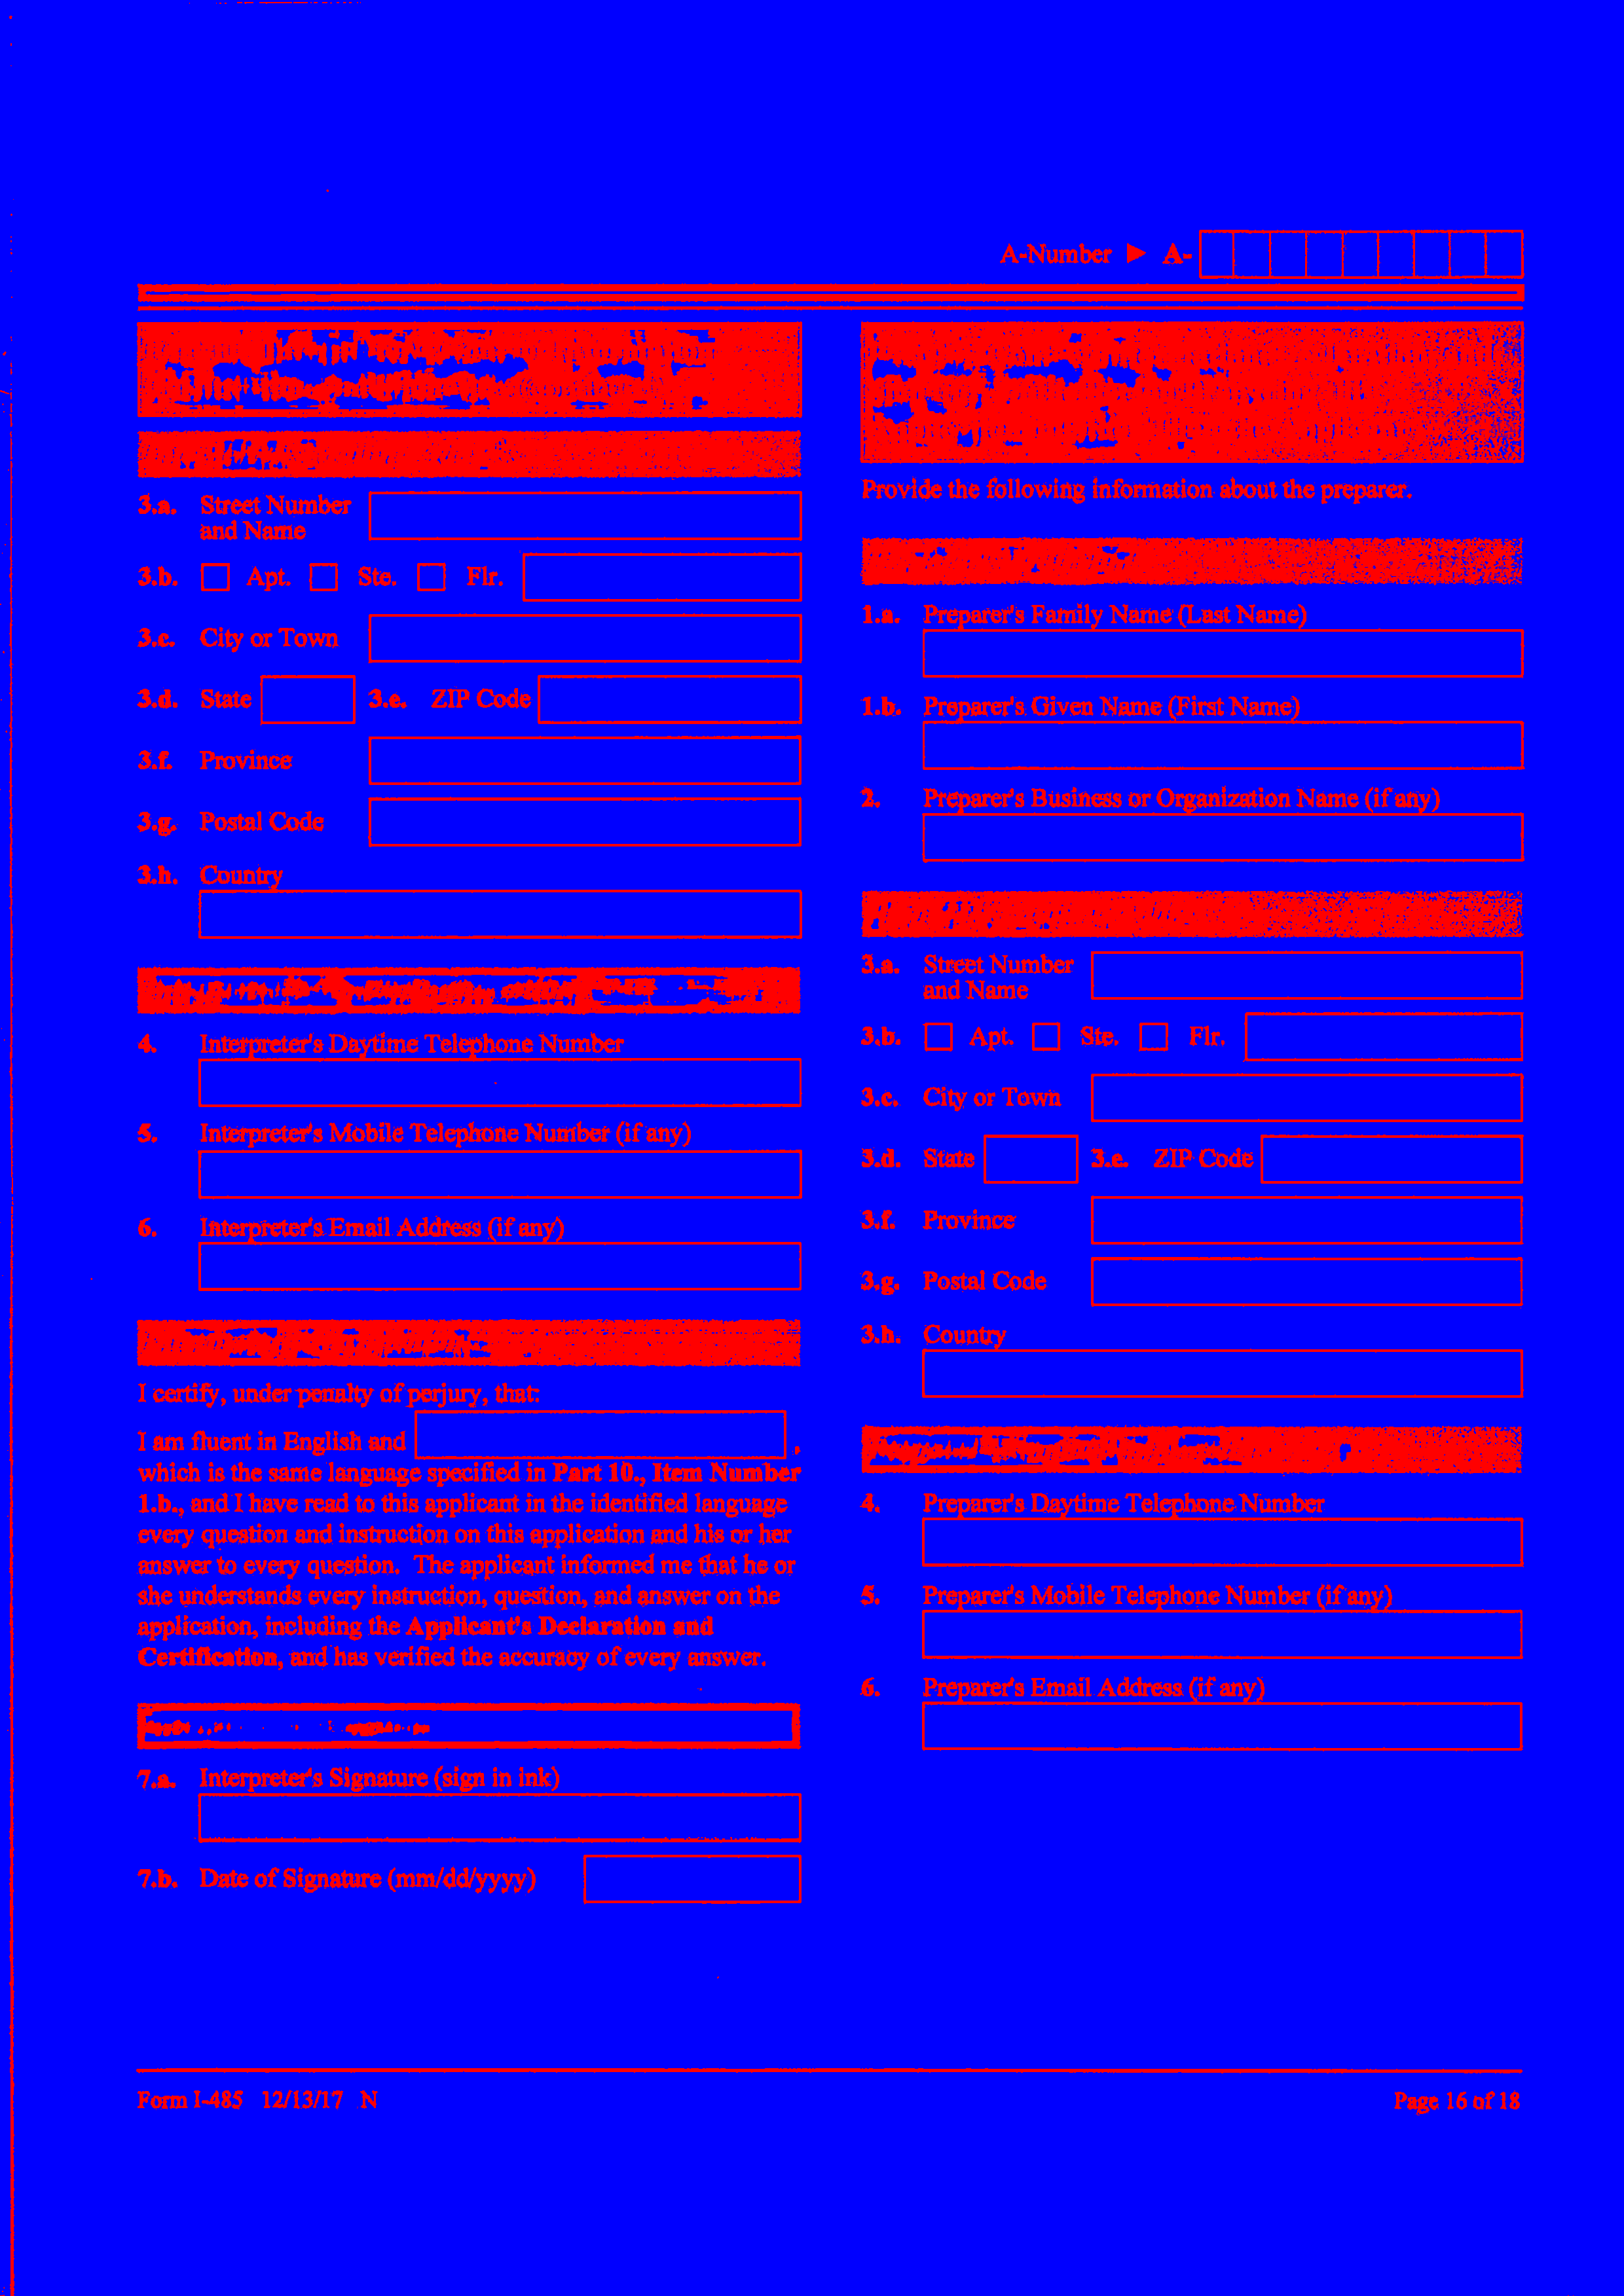 A-Number ▶ A-
3.a. Street Number
and Name
3.b. Apt. Ste. Flr.
3.c. City or Town
3.d. State 3.e. ZIP Code
3.f. Province
3.g. Postal Code
3.h. Country
4. Interpreter's Daytime Telephone Number
5. Interpreter's Mobile Telephone Number (if any)
6. Interpreter's Email Address (if any)
I certify, under penalty of perjury, that:
I am fluent in English and ,
which is the same language specified in Part 10., Item Number
1.b., and I have read to this applicant in the identified language
every question and instruction on this application and his or her
answer to every question. The applicant informed me that he or
she understands every instruction, question, and answer on the
application, including the Applicant's Declaration and
Certification, and has verified the accuracy of every answer.
7.a. Interpreter's Signature (sign in ink)
7.b. Date of Signature (mm/dd/yyyy)
Provide the following information about the preparer.
1.a. Preparer's Family Name (Last Name)
1.b. Preparer's Given Name (First Name)
2. Preparer's Business or Organization Name (if any)
3.a. Street Number
and Name
3.b. Apt. Ste. Flr.
3.c. City or Town
3.d. State 3.e. ZIP Code
3.f. Province
3.g. Postal Code
3.h. Country
4. Preparer's Daytime Telephone Number
5. Preparer's Mobile Telephone Number (if any)
6. Preparer's Email Address (if any)
Form I-485 12/13/17 N
Page 16 of 18